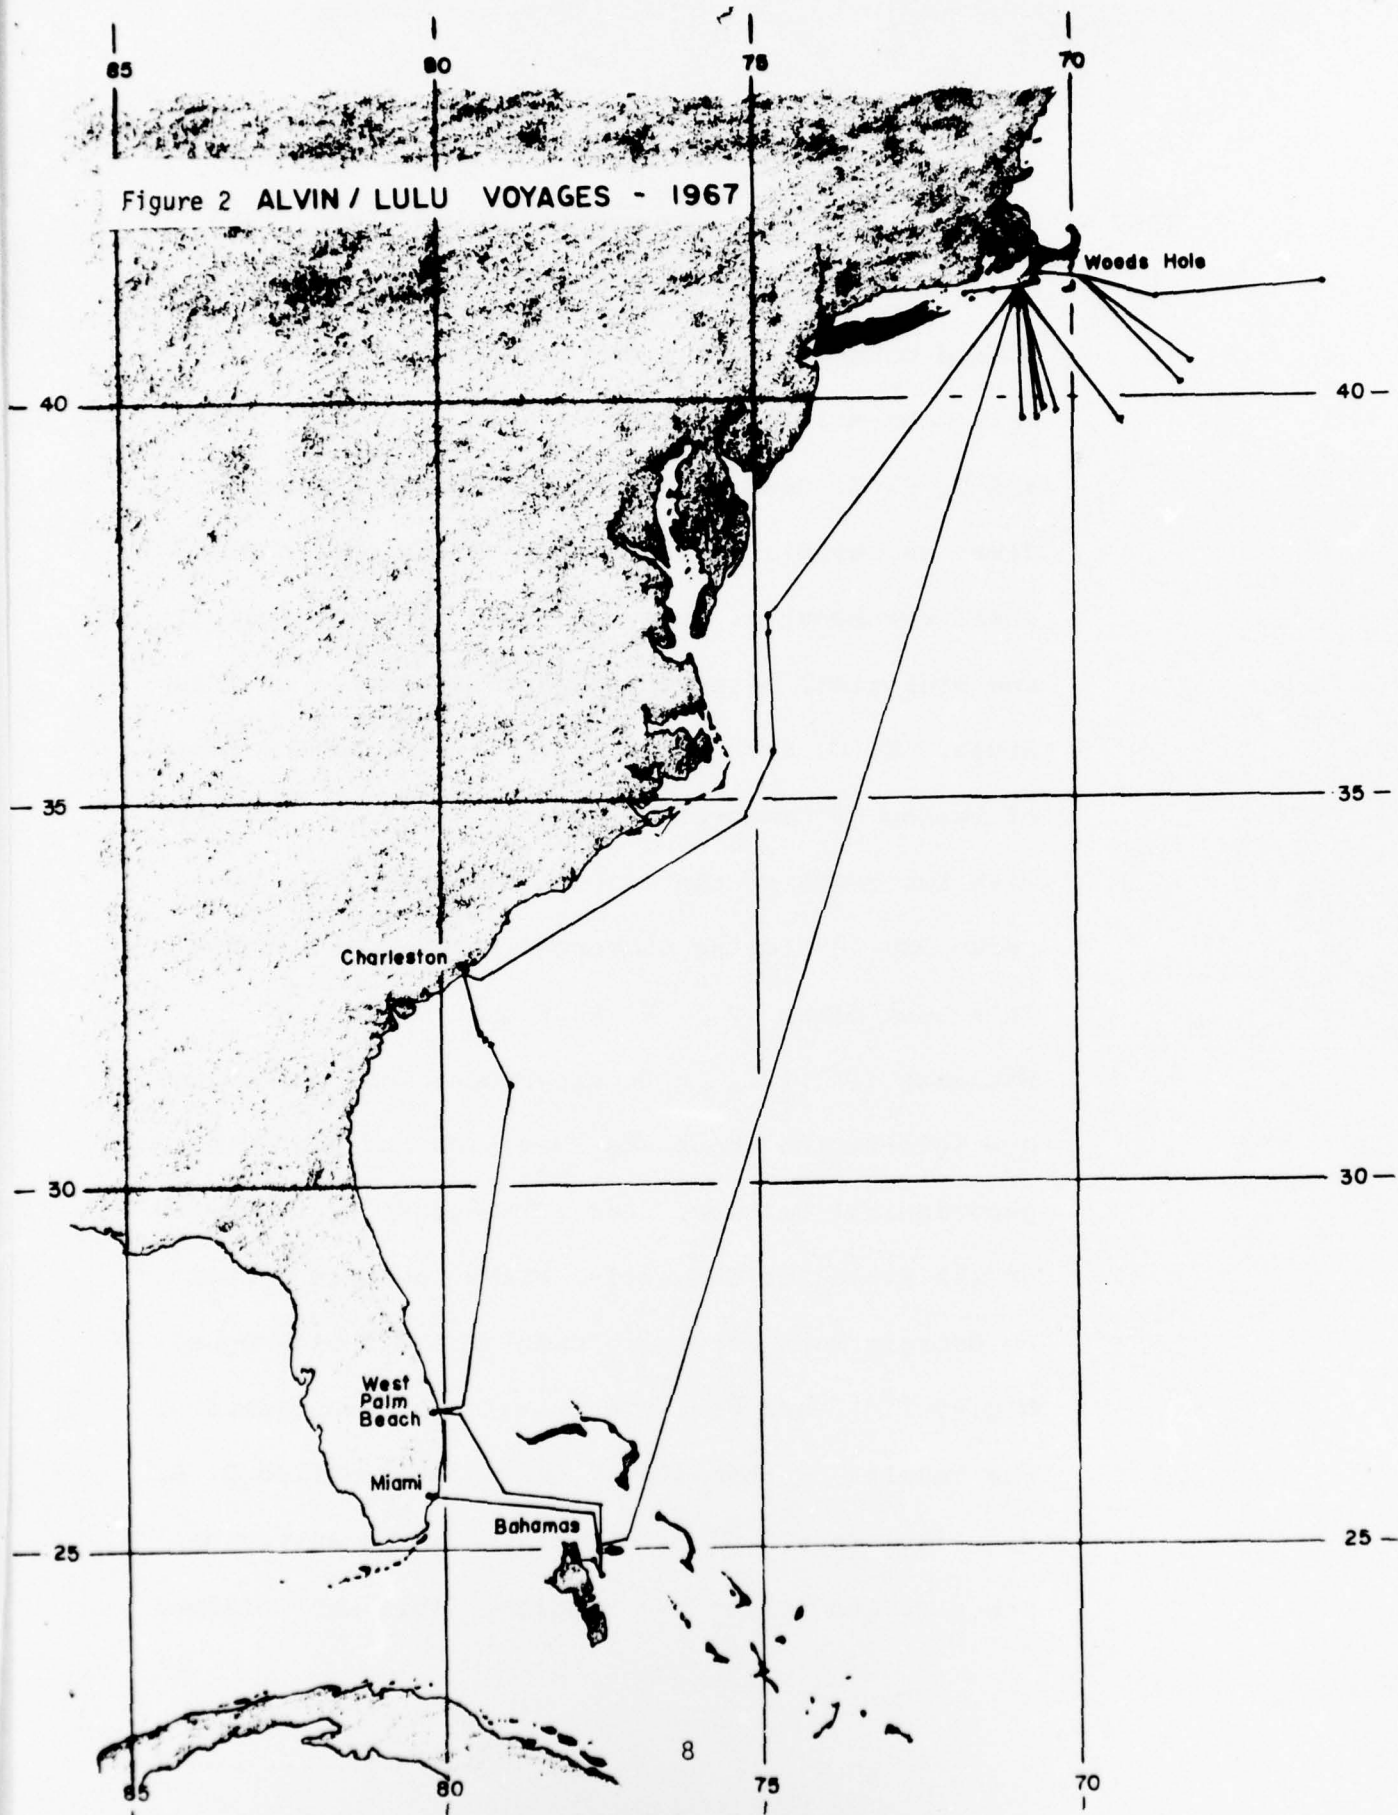 85 80 75 70
Figure 2 ALVIN / LULU VOYAGES - 1967
Woods Hole
40 40
35 35
Charleston
30 30
West
Palm
Beach
Miami
Bahamas
25 25
8
85 80 75 70